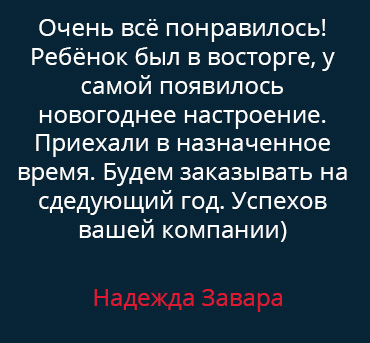 Очень всё понравилось!
Ребёнок был в восторге, у
самой появилось
новогоднее настроение.
Приехали в назначенное
время. Будем заказывать на
сдедующий год. Успехов
вашей компании)
Надежда Завара